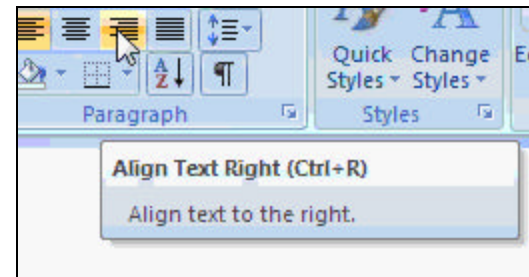 Quick Change
Styles Styles
Paragraph
Styles
Align Text Right (Ctrl+R)
Align text to the right.